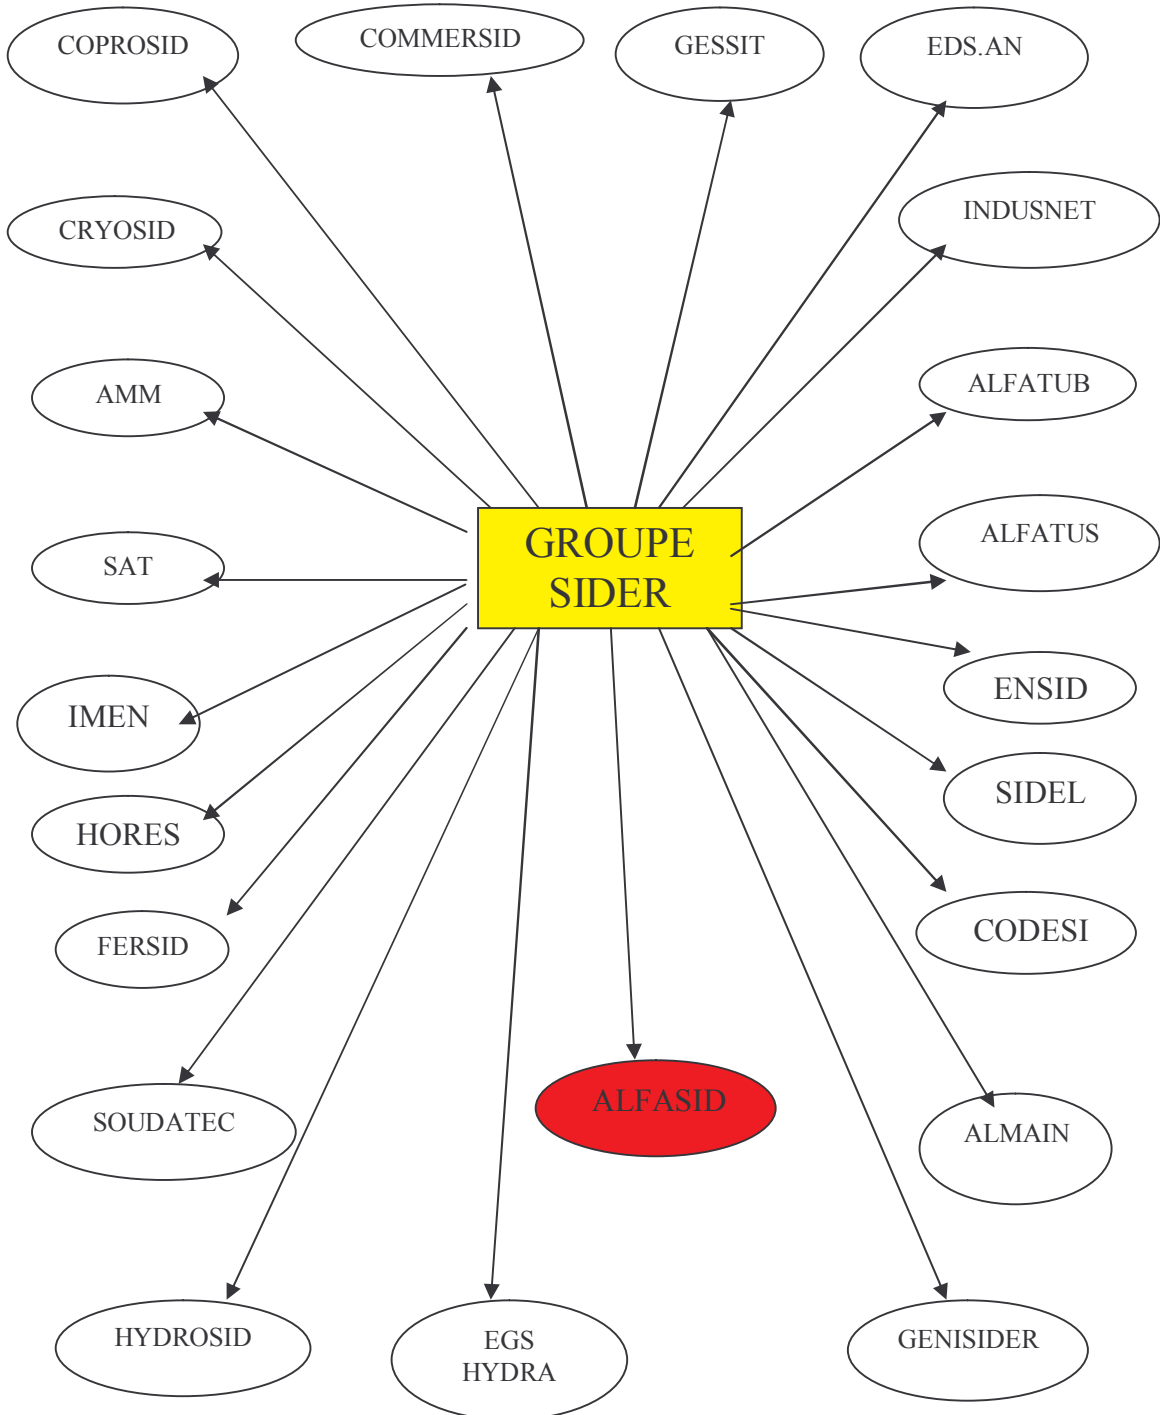 COPROSID
COMMERSID
GESSIT
EDS.AN
CRYOSID
INDUSNET
AMM
ALFATUB
GROUPE
SIDER
SAT
ALFATUS
IMEN
ENSID
HORES
SIDEL
FERSID
CODESI
SOUDATEC
ALFASID
ALMAIN
HYDROSID
EGS
HYDRA
GENISIDER